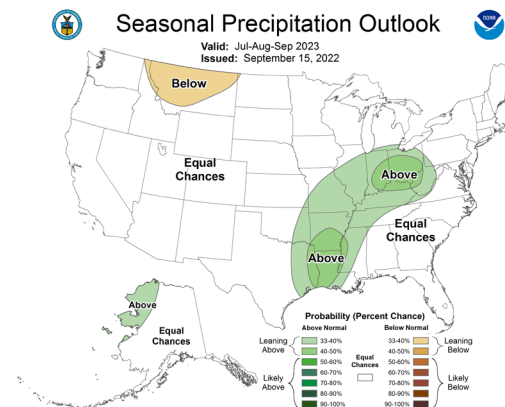 Seasonal Precipitation Outlook
noaa
Valid: Jul-Aug-Sep 2023
Issued: September 15, 2022
Below
Equal
Chances
Above
Equal
Chances
Above
Above
Equal
Chances
Probability (Percent Chance)
Above Normal
Below Normal
Leaning
Above
33-40%
40-50%
50-60%
Likely
Above
60-70%
70-80%
80-90%
90-100%
Equal
Chances
33-40%
40-50%
50-60%
Leaning
Below
60-70%
70-80%
80-90%
90-100%
Likely
Below